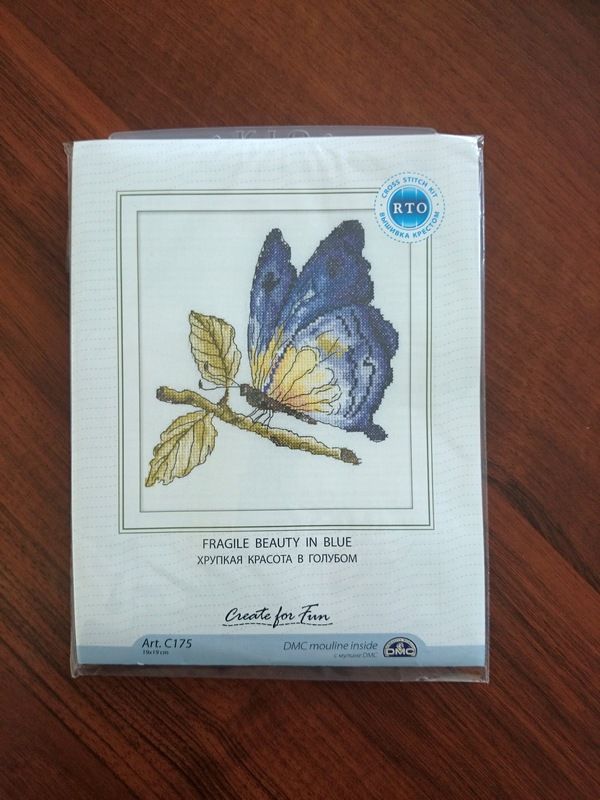 CROSS STITCH KIT
RTO
ВЫШИВКА КРЕСТОМ
FRAGILE BEAUTY IN BLUE
ХРУПКАЯ КРАСОТА В ГОЛУБОМ
Create for Fun
Art. C175
19x19 cm
DMC mouline inside
с мулине DMC
DMC